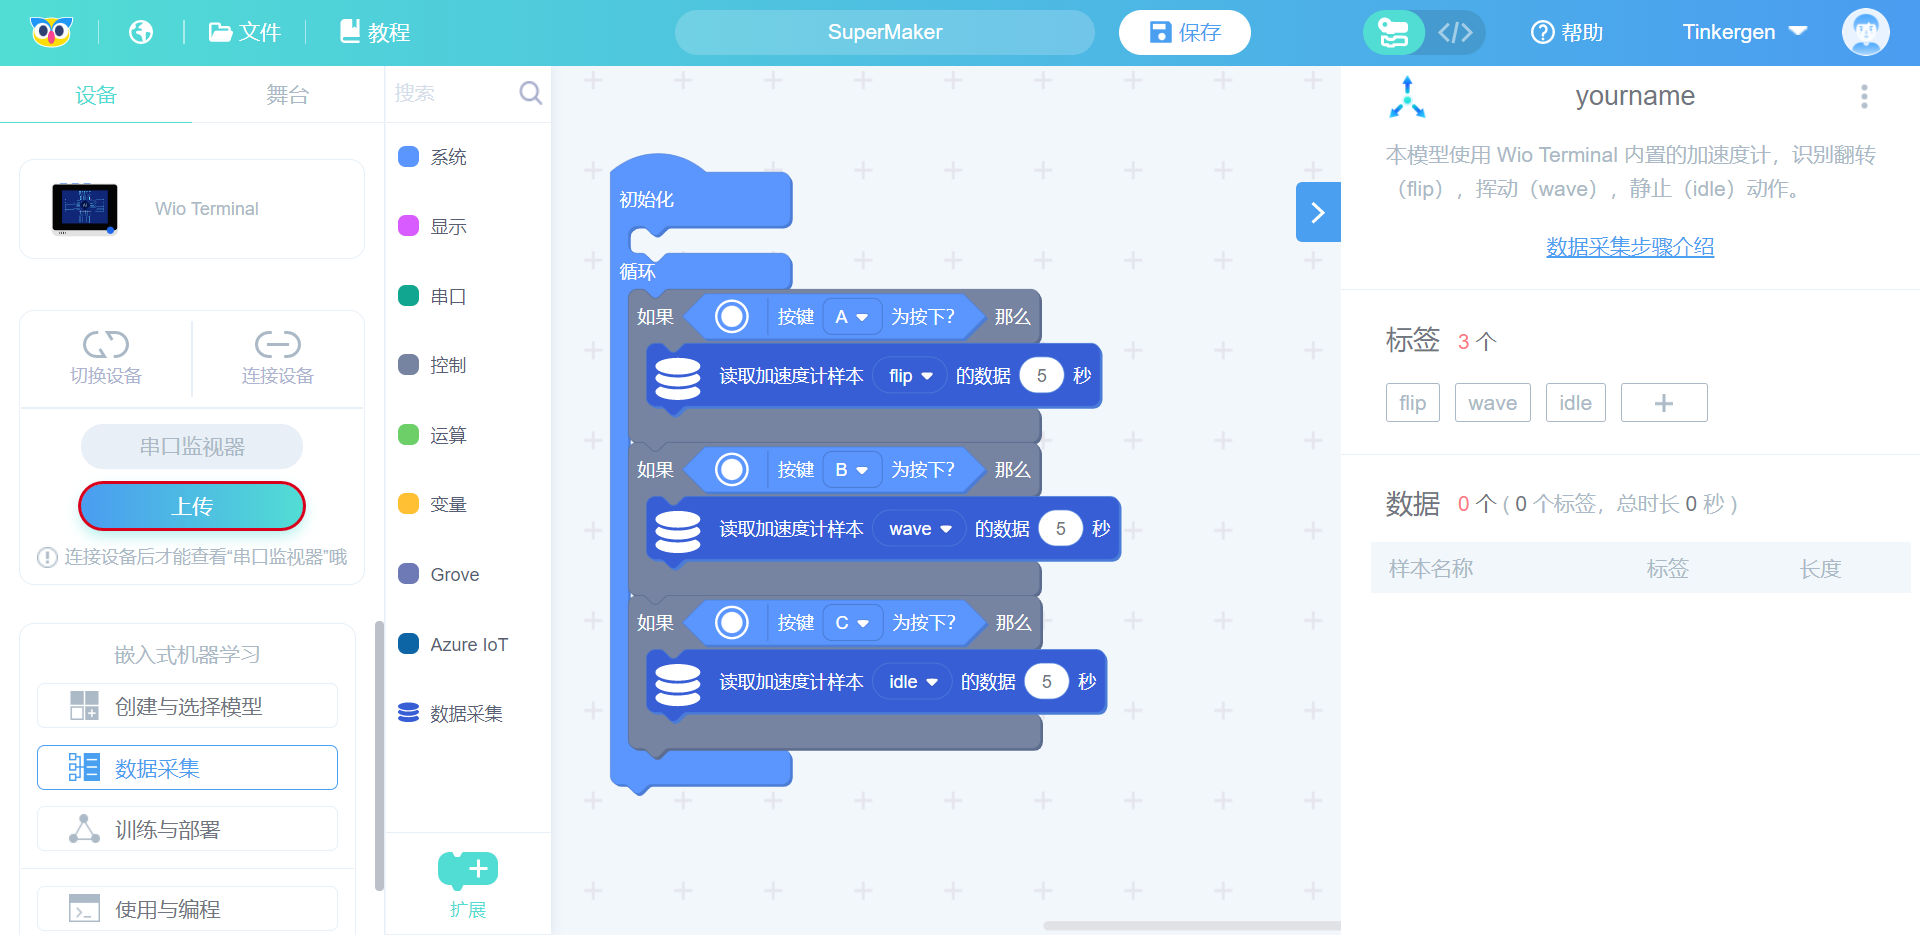 文件
教程
SuperMaker
保存
帮助
Tinkergen
设备
舞台
Wio Terminal
切换设备
连接设备
串口监视器
上传
连接设备后才能查看“串口监视器”哦
嵌入式机器学习
创建与选择模型
数据采集
训练与部署
使用与编程
搜索
系统
显示
串口
控制
运算
变量
Grove
Azure IoT
数据采集
扩展
初始化
循环
如果 按键 A 为按下? 那么
读取加速度计样本 flip 的数据 5 秒
如果 按键 B 为按下? 那么
读取加速度计样本 wave 的数据 5 秒
如果 按键 C 为按下? 那么
读取加速度计样本 idle 的数据 5 秒
yourname
本模型使用 Wio Terminal 内置的加速度计，识别翻转
（flip），挥动（wave），静止（idle）动作。
数据采集步骤介绍
标签 3 个
flip wave idle +
数据 0 个 ( 0 个标签，总时长 0 秒 )
样本名称 标签 长度